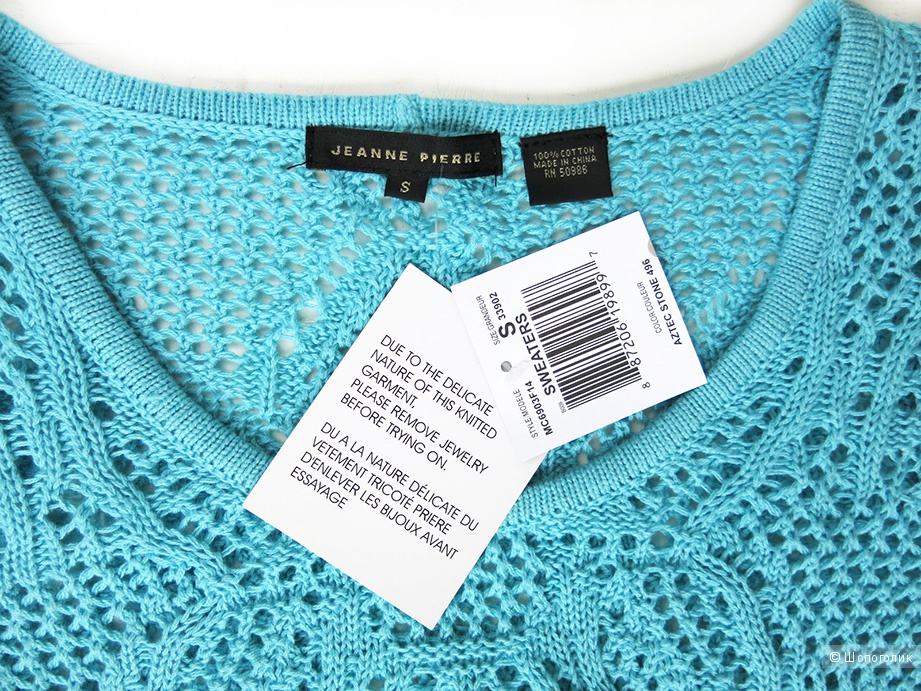 JEANNE PIERRE
S
100% COTTON
MADE IN CHINA
RN 50986
DUE TO THE DELICATE
NATURE OF THIS KNITTED
GARMENT,
PLEASE REMOVE JEWELRY
BEFORE TRYING ON.
DU A LA NATURE DÉLICATE DU
VETEMENT TRICOTÉ PRIERE
D'ENLEVER LES BIJOUX AVANT
ESSAYAGE
STYLE MODELE
MC6903F14
SIZE GRANDEUR
S 33902
SWEATERS
8 87206 19899 7
COLOR/COULEUR
AZTEC STONE 496
© Шопоголик